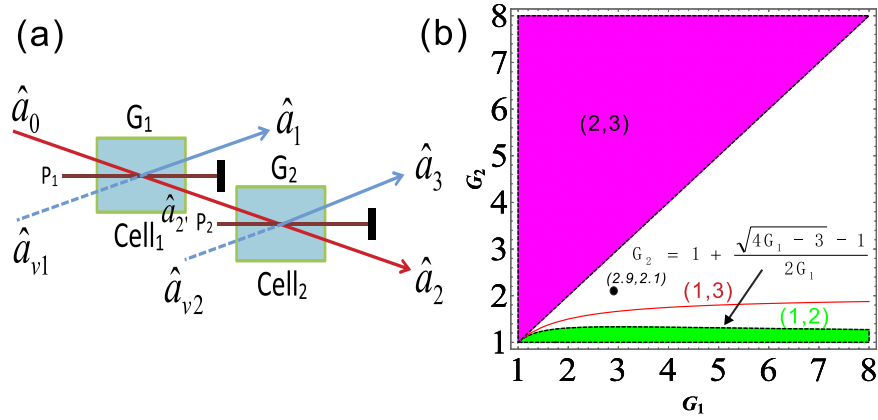 (a)
â₀
G₁
â₁
P₁
â_v1
Cell₁
â₂'
G₂
â₃
P₂
â_v2
Cell₂
â₂
(b)
8
7
6
5
4
3
2
1
G₂
(2,3)
G₂ = 1 + (√(4G₁ − 3) − 1)/(2G₁)
(2.9,2.1)
(1,3)
(1,2)
1 2 3 4 5 6 7 8
G₁